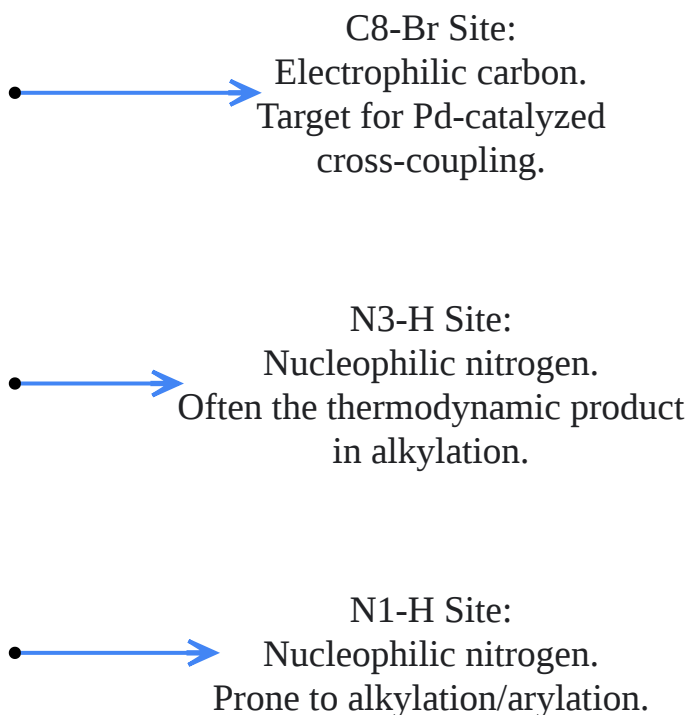 C8-Br Site:
Electrophilic carbon.
Target for Pd-catalyzed
cross-coupling.
N3-H Site:
Nucleophilic nitrogen.
Often the thermodynamic product
in alkylation.
N1-H Site:
Nucleophilic nitrogen.
Prone to alkylation/arylation.